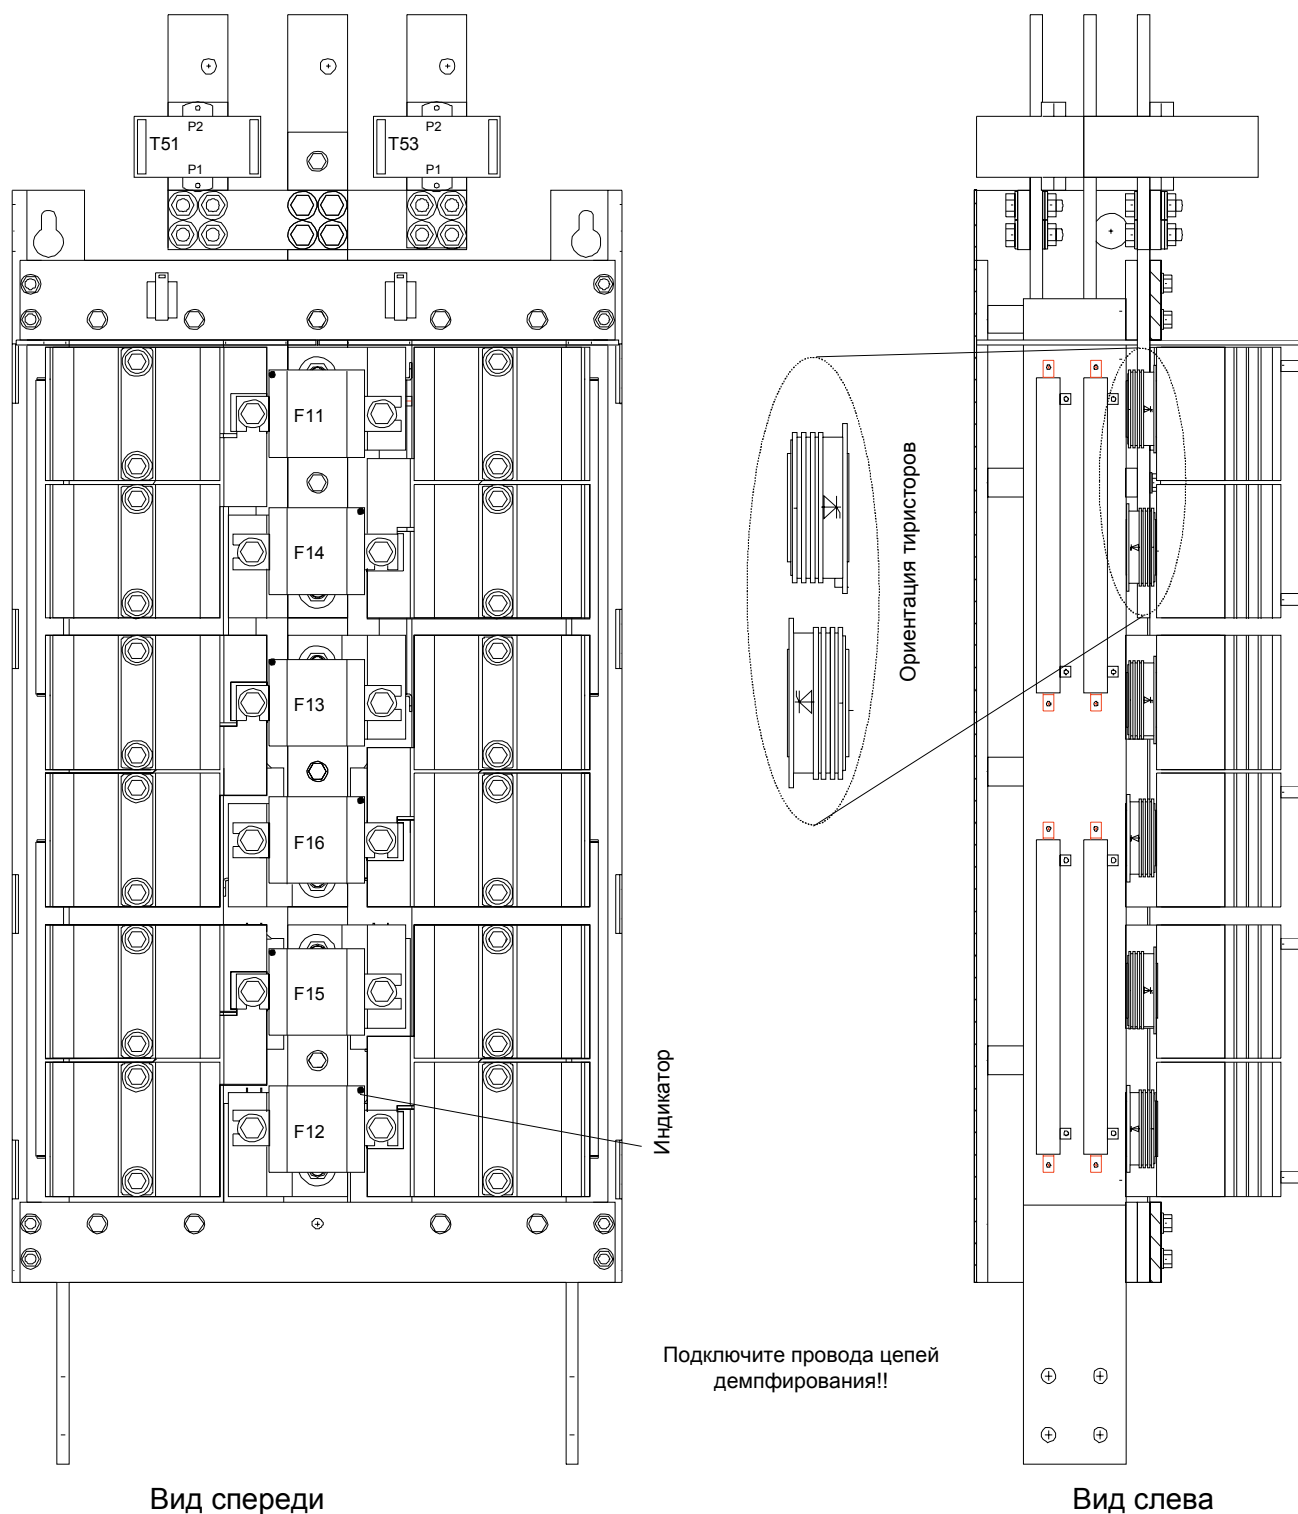 P2
T51
P1
P2
T53
P1
F11
F14
F13
F16
F15
F12
Индикатор
Ориентация тиристоров
Подключите провода цепей
демпфирования!!
Вид спереди
Вид слева